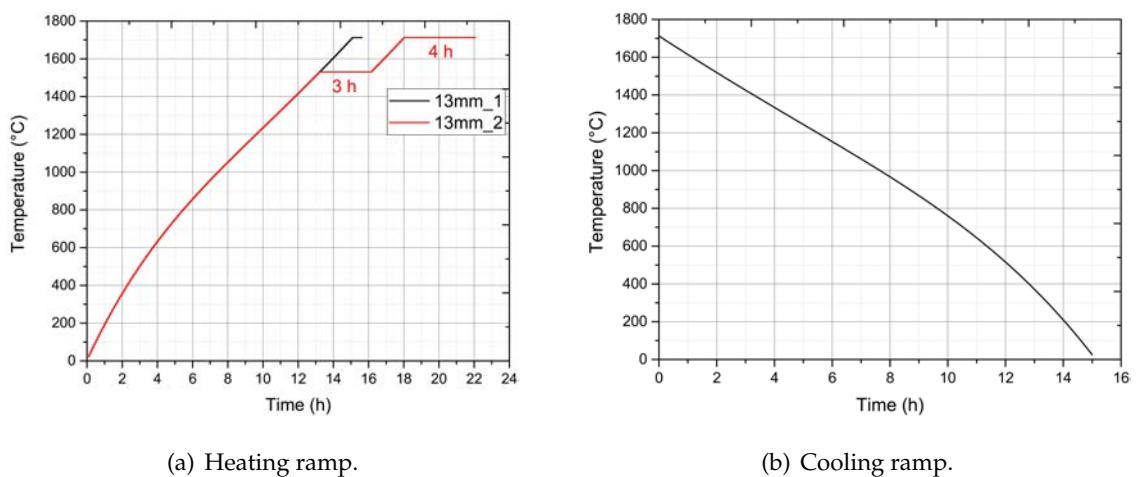 1800
1600
1400
1200
1000
800
600
400
200
0
Temperature (°C)
3 h
4 h
13mm_1
13mm_2
0 2 4 6 8 10 12 14 16 18 20 22 24
Time (h)
(a) Heating ramp.
1800
1600
1400
1200
1000
800
600
400
200
0
Temperature (°C)
0 2 4 6 8 10 12 14 16
Time (h)
(b) Cooling ramp.